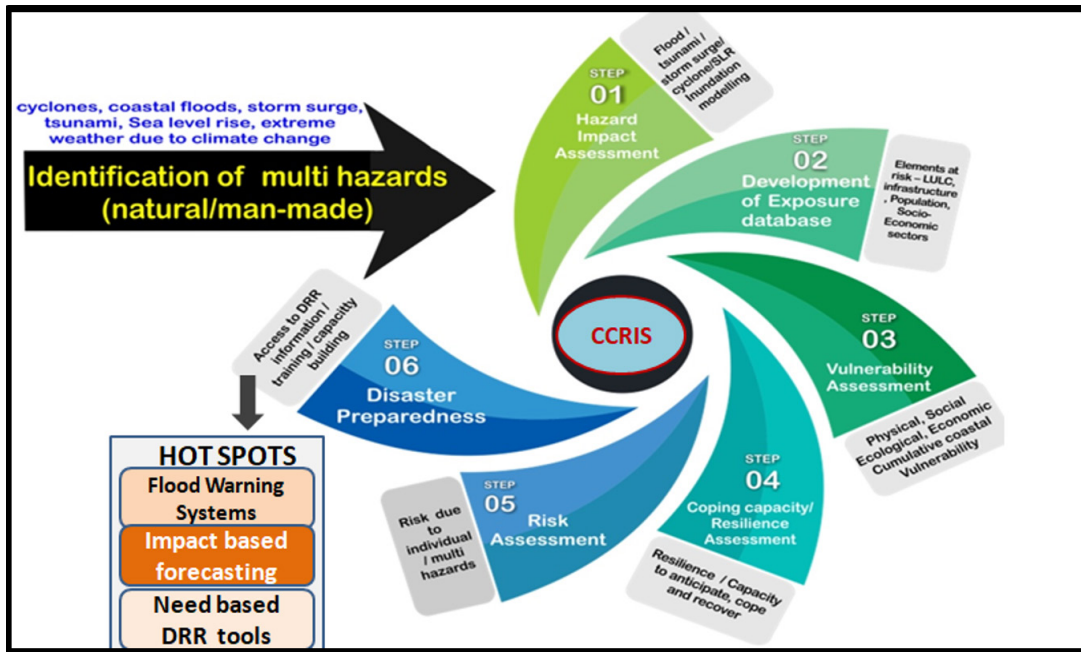 cyclones, coastal floods, storm surge,
tsunami, Sea level rise, extreme
weather due to climate change
Identification of multi hazards
(natural/man-made)
STEP
01
Hazard
Impact
Assessment
Flood /
tsunami /
storm surge/
cyclone/SLR
Inundation
modelling
STEP
02
Development
of Exposure
database
Elements at
risk – LULC,
infrastructure
, Population,
Socio-
Economic
sectors
STEP
03
Vulnerability
Assessment
Physical, Social
Ecological, Economic
Cumulative coastal
Vulnerability
STEP
04
Coping capacity/
Resilience
Assessment
Resilience / Capacity
to anticipate, cope
and recover
STEP
05
Risk
Assessment
Risk due
to
individual
/ multi
hazards
STEP
06
Disaster
Preparedness
Access to DRR
information /
training / capacitty
building
CCRIS
HOT SPOTS
Flood Warning
Systems
Impact based
forecasting
Need based
DRR tools